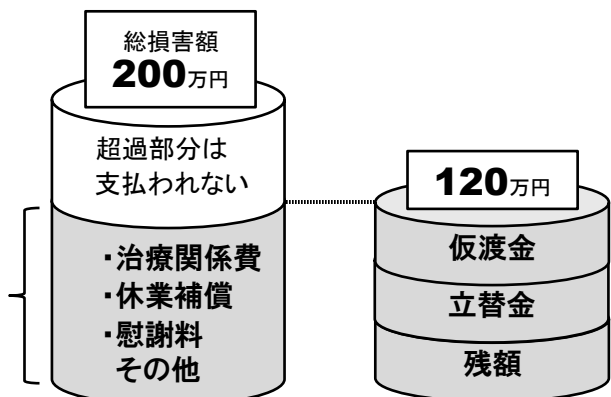 総損害額
200万円
超過部分は
支払われない
・治療関係費
・休業補償
・慰謝料
その他
120万円
仮渡金
立替金
残額